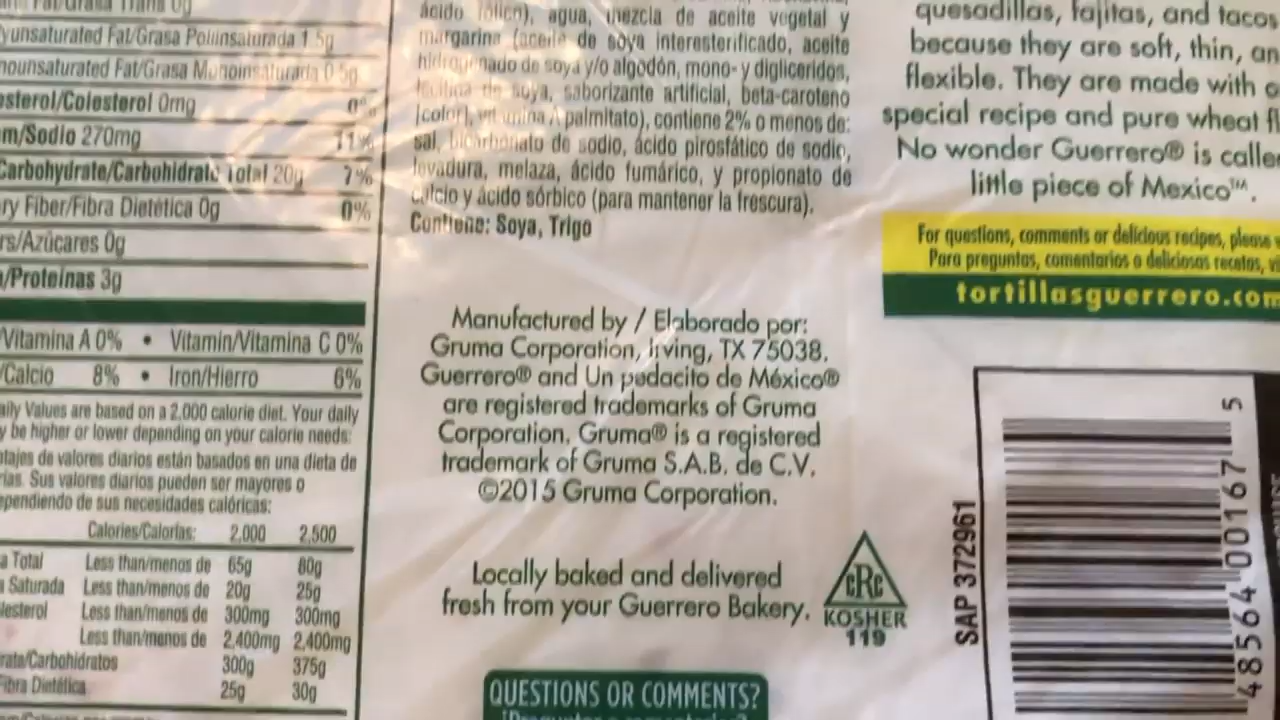 Fat/Grasa Trans 0g
yunsaturated Fat/Grasa Poliinsaturada 1.5g
nounsaturated Fat/Grasa Monoinsaturada 0.5g
esterol/Colesterol 0mg 0%
m/Sodio 270mg 11%
Carbohydrate/Carbohidrato Total 20g 7%
ry Fiber/Fibra Dietética 0g 0%
rs/Azúcares 0g
/Proteínas 3g
/Vitamina A 0% • Vitamin/Vitamina C 0%
/Calcio 8% • Iron/Hierro 6%
aily Values are based on a 2,000 calorie diet. Your daily
y be higher or lower depending on your calorie needs:
ntajes de valores diarios están basados en una dieta de
rías. Sus valores diarios pueden ser mayores o
ependiendo de sus necesidades calóricas:
Calories/Calorías: 2,000 2,500
a Total Less than/menos de 65g 80g
a Saturada Less than/menos de 20g 25g
lesterol Less than/menos de 300mg 300mg
Less than/menos de 2,400mg 2,400mg
rata/Carbohidratos 300g 375g
Fibra Dietética 25g 30g
ácido fólico), agua, mezcla de aceite vegetal y
margarina (aceite de soya interesterificado, aceite
hidrogenado de soya y/o algodón, mono- y diglicéridos,
lecitina de soya, saborizante artificial, beta-caroteno
[color], vitamina A palmitato), contiene 2% o menos de:
sal, bicarbonato de sodio, ácido pirosfático de sodio,
levadura, melaza, ácido fumárico, y propionato de
calcio y ácido sórbico (para mantener la frescura).
Contiene: Soya, Trigo
Manufactured by / Elaborado por:
Gruma Corporation, Irving, TX 75038.
Guerrero® and Un pedacito de México®
are registered trademarks of Gruma
Corporation. Gruma® is a registered
trademark of Gruma S.A.B. de C.V.
©2015 Gruma Corporation.
Locally baked and delivered
fresh from your Guerrero Bakery.
cRc
KOSHER
119
QUESTIONS OR COMMENTS?
quesadillas, fajitas, and tacos
because they are soft, thin, an
flexible. They are made with a
special recipe and pure wheat fl
No wonder Guerrero® is calle
little piece of Mexico™.
For questions, comments or delicious recipes, please v
Para preguntas, comentarios o deliciosas recetas, vi
tortillasguerrero.com
SAP 372961
48564 00167 5